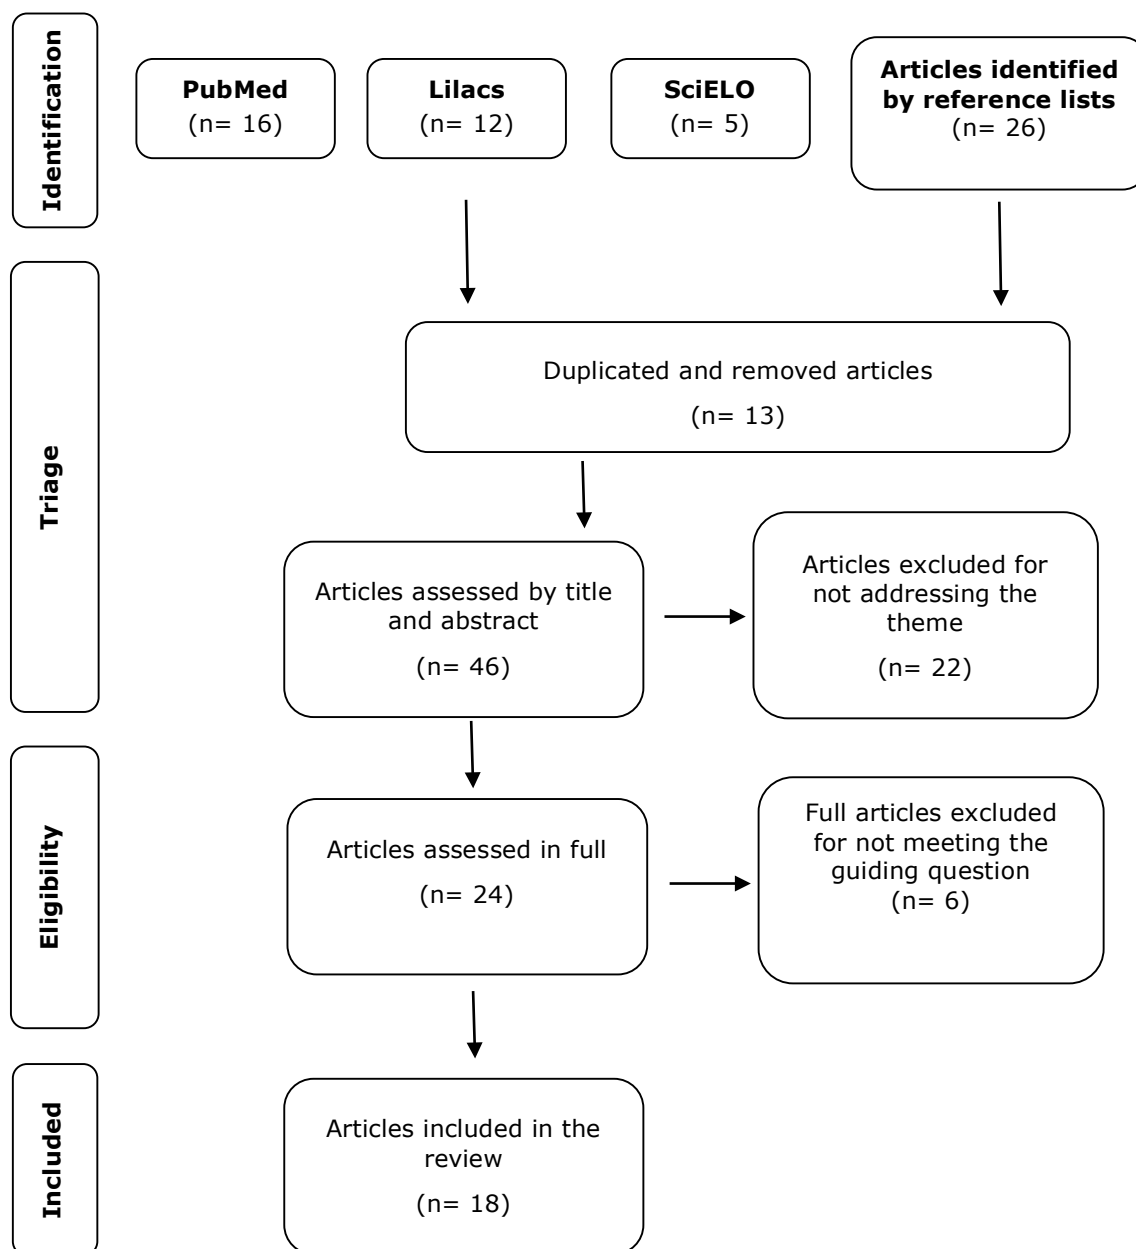 Identification
PubMed
(n= 16)
Lilacs
(n= 12)
SciELO
(n= 5)
Articles identified
by reference lists
(n= 26)
Triage
Duplicated and removed articles
(n= 13)
Articles assessed by title
and abstract
(n= 46)
Articles excluded for
not addressing the
theme
(n= 22)
Eligibility
Articles assessed in full
(n= 24)
Full articles excluded
for not meeting the
guiding question
(n= 6)
Included
Articles included in the
review
(n= 18)